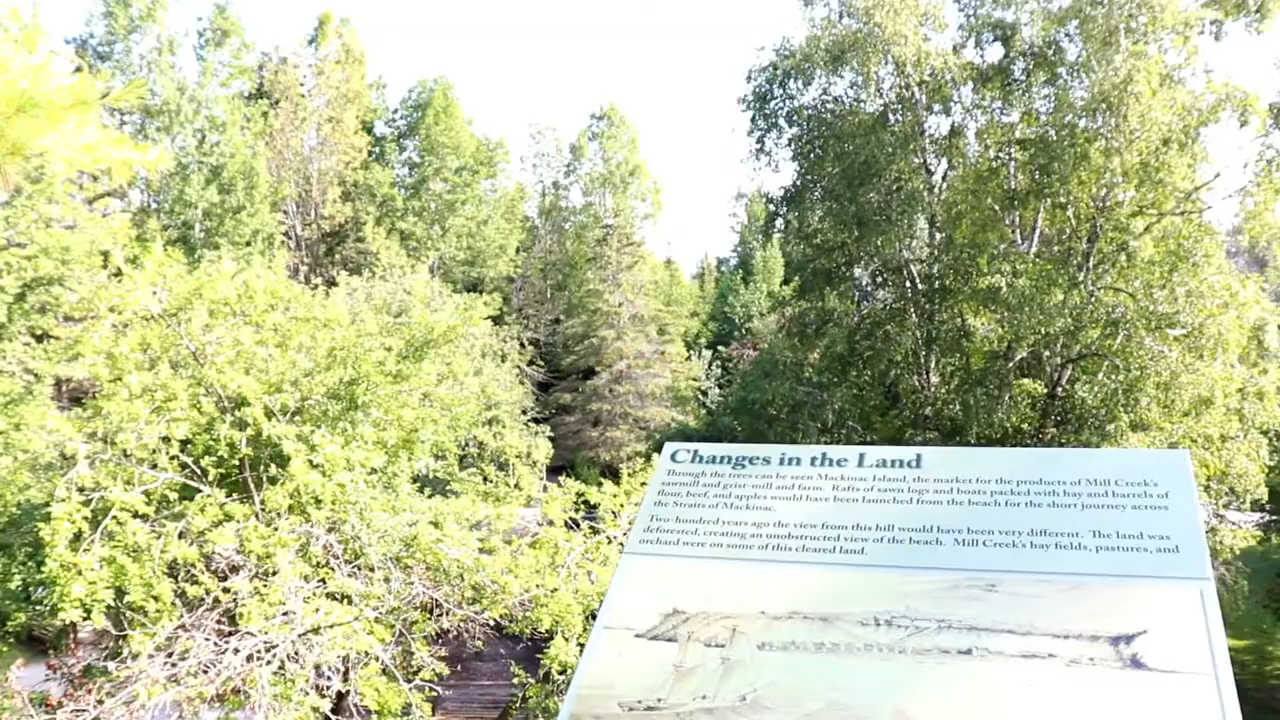 Changes in the Land
Through the trees can be seen Mackinac Island, the market for the products of Mill Creek's
sawmill and grist-mill and farm. Rafts of sawn logs and boats packed with hay and barrels of
flour, beef, and apples would have been launched from the beach for the short journey across
the Straits of Mackinac.
Two-hundred years ago the view from this hill would have been very different. The land was
deforested, creating an unobstructed view of the beach. Mill Creek's hay fields, pastures, and
orchard were on some of this cleared land.